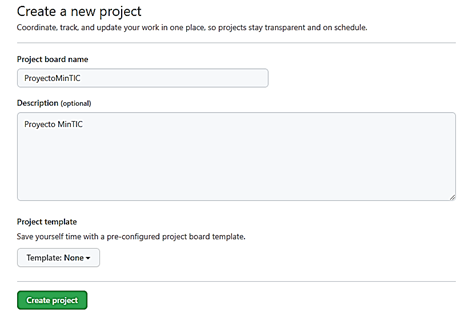 Create a new project
Coordinate, track, and update your work in one place, so projects stay transparent and on schedule.
Project board name
ProyectoMinTIC
Description (optional)
Proyecto MinTIC
Project template
Save yourself time with a pre-configured project board template.
Template: None
Create project